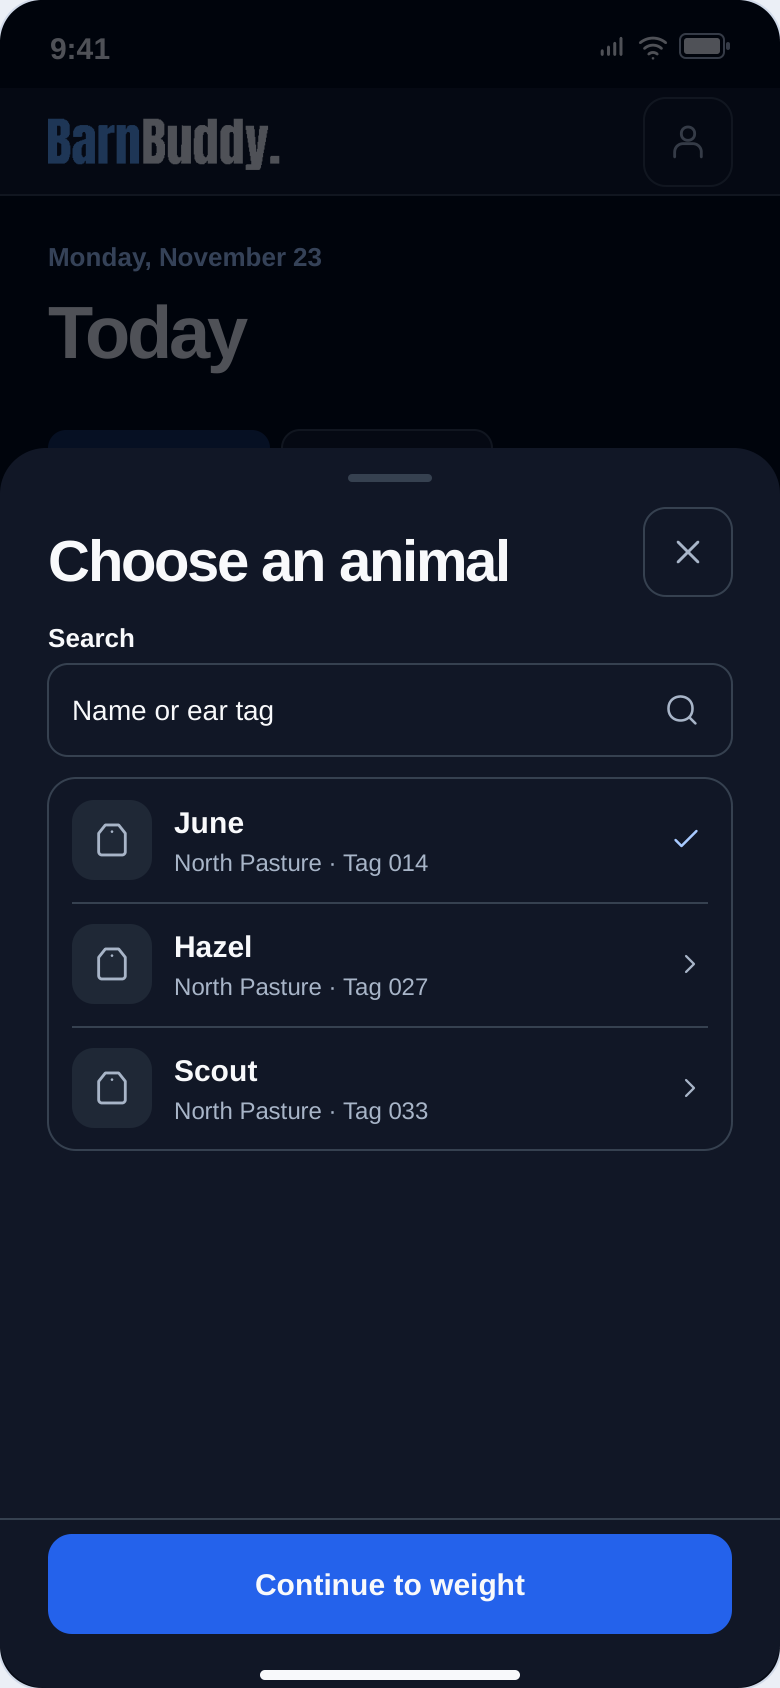 9:41
BarnBuddy.
Monday, November 23
Today
Choose an animal
Search
Name or ear tag
June
North Pasture · Tag 014
Hazel
North Pasture · Tag 027
Scout
North Pasture · Tag 033
Continue to weight